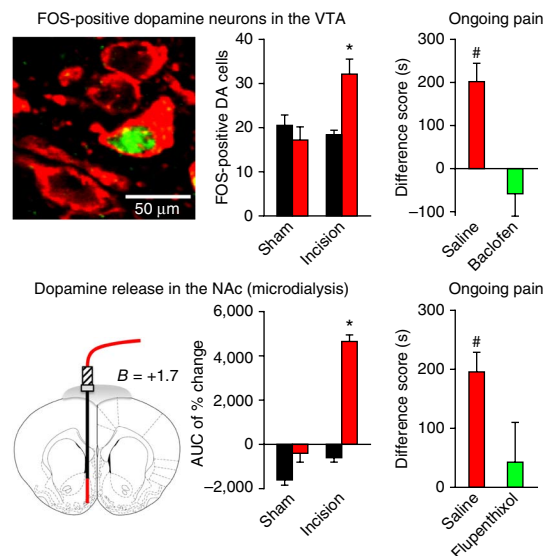 FOS-positive dopamine neurons in the VTA
50 μm
FOS-positive DA cells
40
30
20
10
0
*
Sham
Incision
Ongoing pain
Difference score (s)
300
200
100
0
−100
#
Saline
Baclofen
Dopamine release in the NAc (microdialysis)
B = +1.7
AUC of % change
6,000
4,000
2,000
0
−2,000
*
Sham
Incision
Ongoing pain
Difference score (s)
300
200
100
0
#
Saline
Flupenthixol